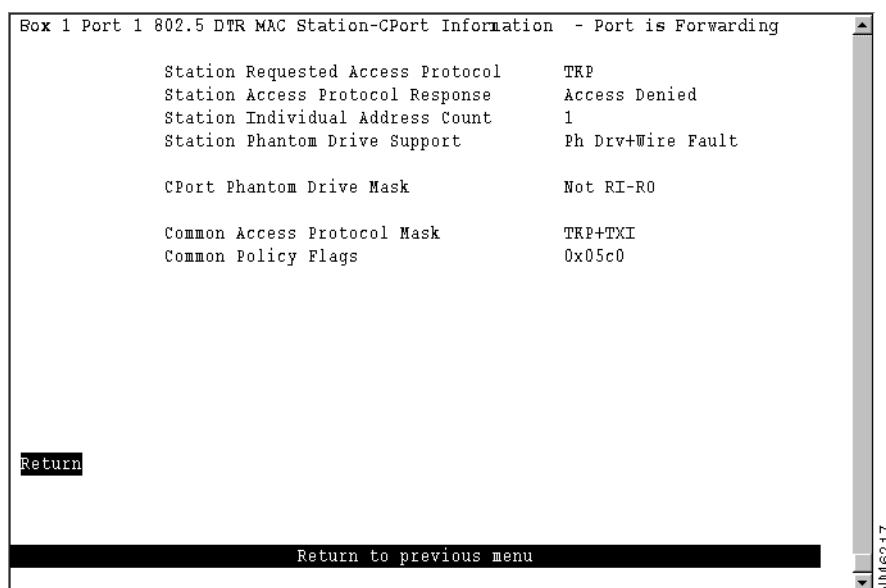 Box 1 Port 1 802.5 DTR MAC Station-CPort Information - Port is Forwarding
Station Requested Access Protocol TKP
Station Access Protocol Response Access Denied
Station Individual Address Count 1
Station Phantom Drive Support Ph Drv+Wire Fault
CPort Phantom Drive Mask Not RI-RO
Common Access Protocol Mask TKP+TXI
Common Policy Flags 0x05c0
Return
Return to previous menu